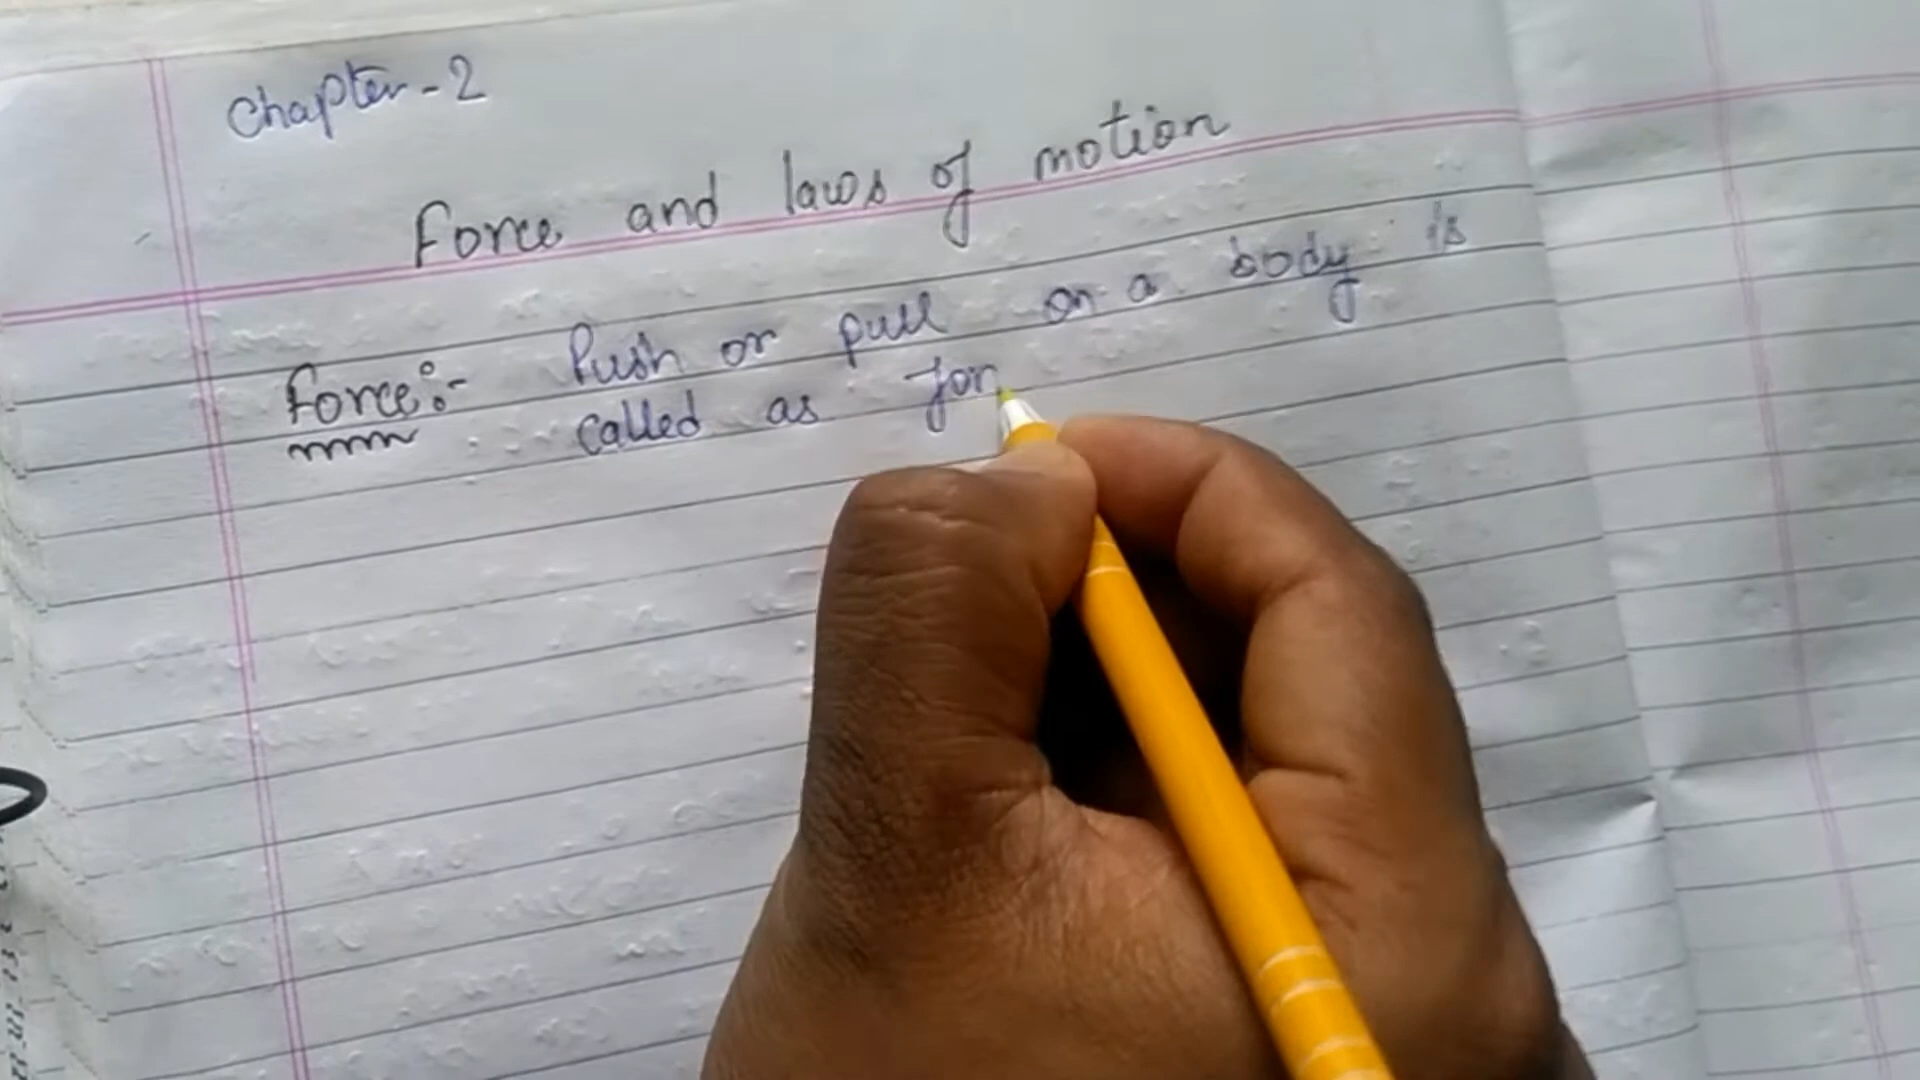 Chapter-2
Force and laws of motion
Force:- Push or pull on a body is
called as for